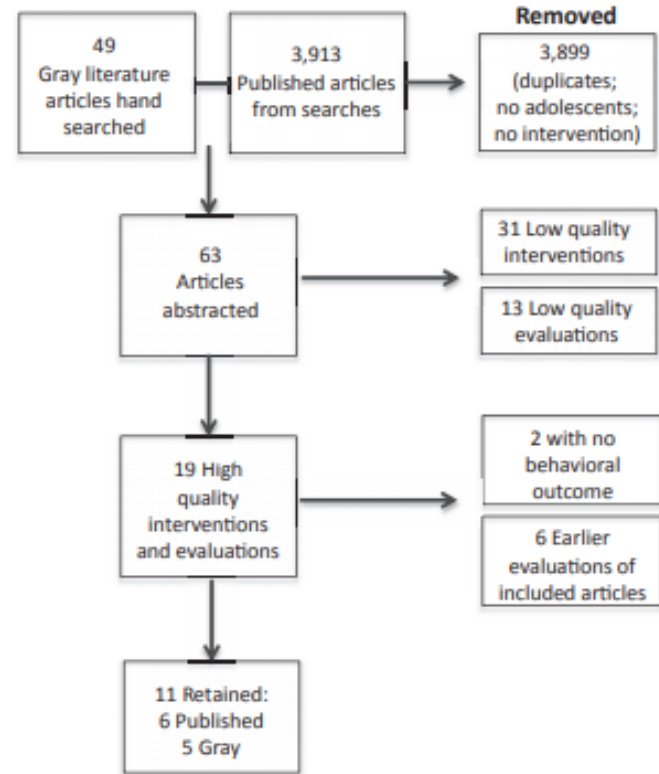 Removed
49
Gray literature
articles hand
searched
3,913
Published articles
from searches
3,899
(duplicates;
no adolescents;
no intervention)
63
Articles
abstracted
31 Low quality
interventions
13 Low quality
evaluations
19 High
quality
interventions
and evaluations
2 with no
behavioral
outcome
6 Earlier
evaluations of
included articles
11 Retained:
6 Published
5 Gray